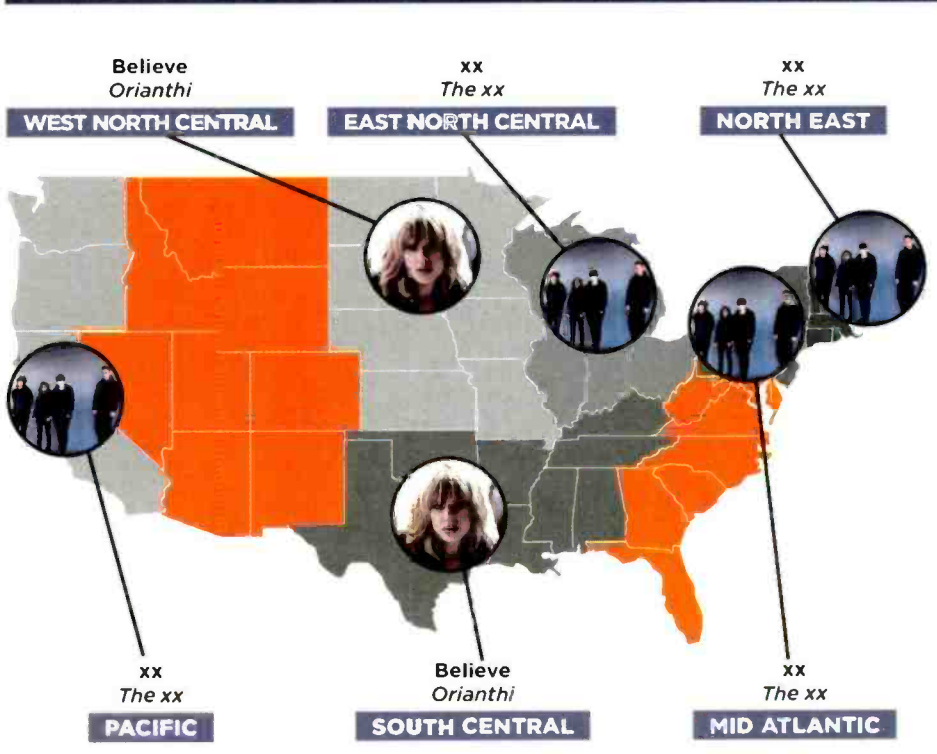 Believe
Orianthi
WEST NORTH CENTRAL
xx
The xx
EAST NORTH CENTRAL
xx
The xx
NORTH EAST
xx
The xx
PACIFIC
Believe
Orianthi
SOUTH CENTRAL
xx
The xx
MID ATLANTIC